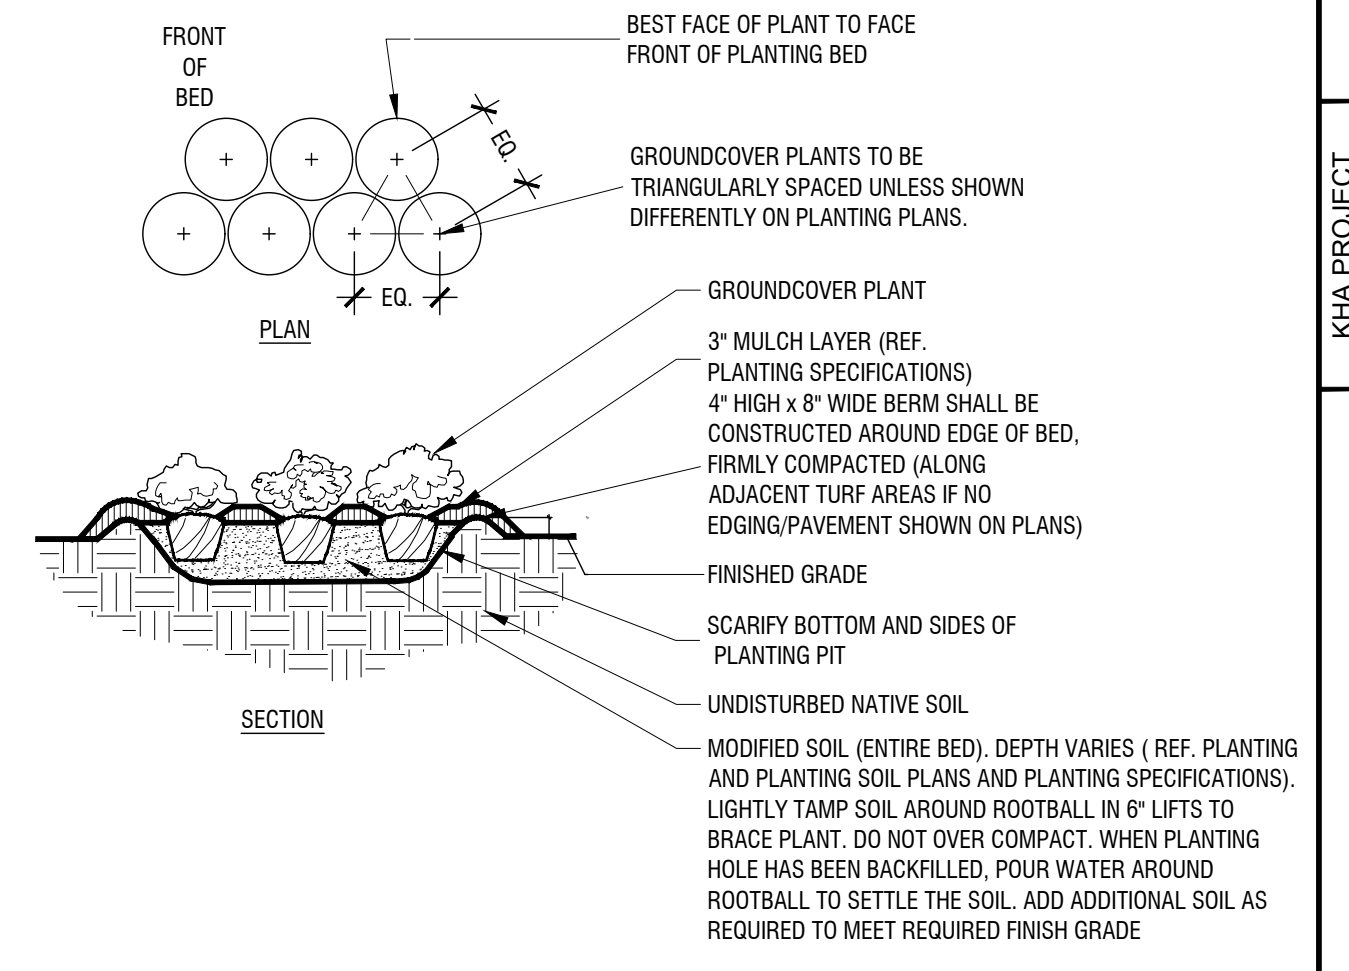 FRONT
OF
BED
BEST FACE OF PLANT TO FACE
FRONT OF PLANTING BED
EQ.
GROUNDCOVER PLANTS TO BE
TRIANGULARLY SPACED UNLESS SHOWN
DIFFERENTLY ON PLANTING PLANS.
EQ.
PLAN
GROUNDCOVER PLANT
3" MULCH LAYER (REF.
PLANTING SPECIFICATIONS)
4" HIGH x 8" WIDE BERM SHALL BE
CONSTRUCTED AROUND EDGE OF BED,
FIRMLY COMPACTED (ALONG
ADJACENT TURF AREAS IF NO
EDGING/PAVEMENT SHOWN ON PLANS)
FINISHED GRADE
SCARIFY BOTTOM AND SIDES OF
PLANTING PIT
UNDISTURBED NATIVE SOIL
SECTION
MODIFIED SOIL (ENTIRE BED). DEPTH VARIES ( REF. PLANTING
AND PLANTING SOIL PLANS AND PLANTING SPECIFICATIONS).
LIGHTLY TAMP SOIL AROUND ROOTBALL IN 6" LIFTS TO
BRACE PLANT. DO NOT OVER COMPACT. WHEN PLANTING
HOLE HAS BEEN BACKFILLED, POUR WATER AROUND
ROOTBALL TO SETTLE THE SOIL. ADD ADDITIONAL SOIL AS
REQUIRED TO MEET REQUIRED FINISH GRADE
KHA PROJECT